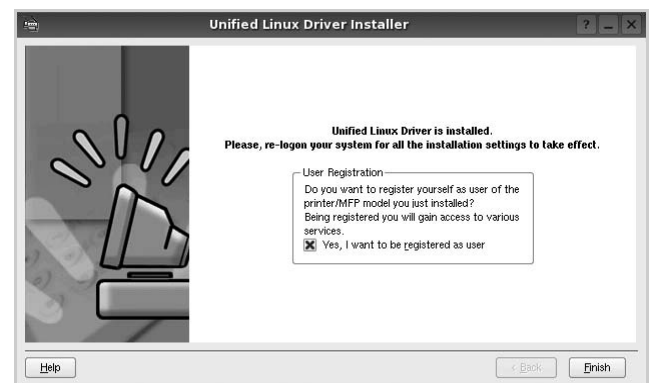 Unified Linux Driver Installer
Unified Linux Driver is installed.
Please, re-logon your system for all the installation settings to take effect.
User Registration
Do you want to register yourself as user of the
printer/MFP model you just installed?
Being registered you will gain access to various
services.
Yes, I want to be registered as user
Help
< Back
Finish